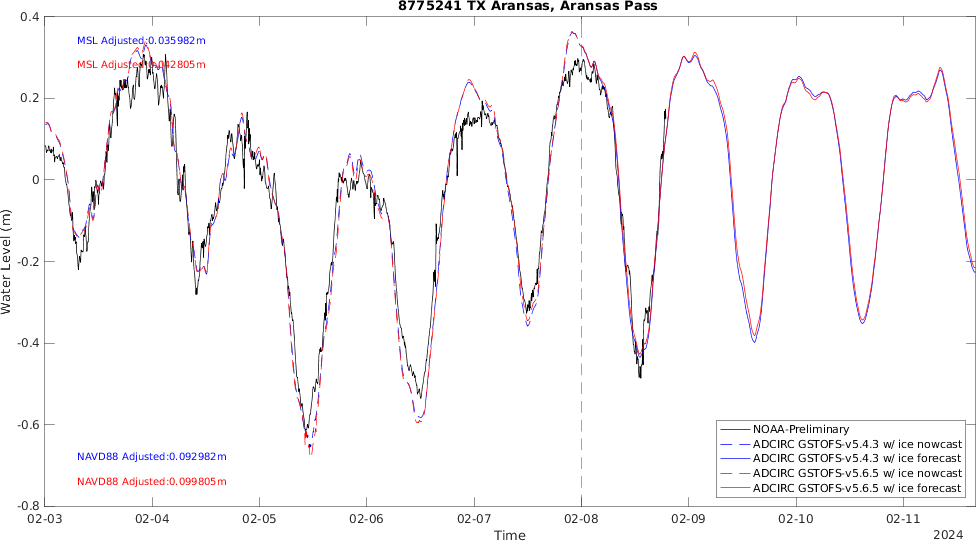 8775241 TX Aransas, Aransas Pass
0.4
MSL Adjusted:0.035982m
MSL Adjusted:0.042805m
0.2
0
-0.2
-0.4
-0.6
-0.8
Water Level (m)
NAVD88 Adjusted:0.092982m
NAVD88 Adjusted:0.099805m
NOAA-Preliminary
ADCIRC GSTOFS-v5.4.3 w/ ice nowcast
ADCIRC GSTOFS-v5.4.3 w/ ice forecast
ADCIRC GSTOFS-v5.6.5 w/ ice nowcast
ADCIRC GSTOFS-v5.6.5 w/ ice forecast
02-03 02-04 02-05 02-06 02-07 02-08 02-09 02-10 02-11
Time
2024